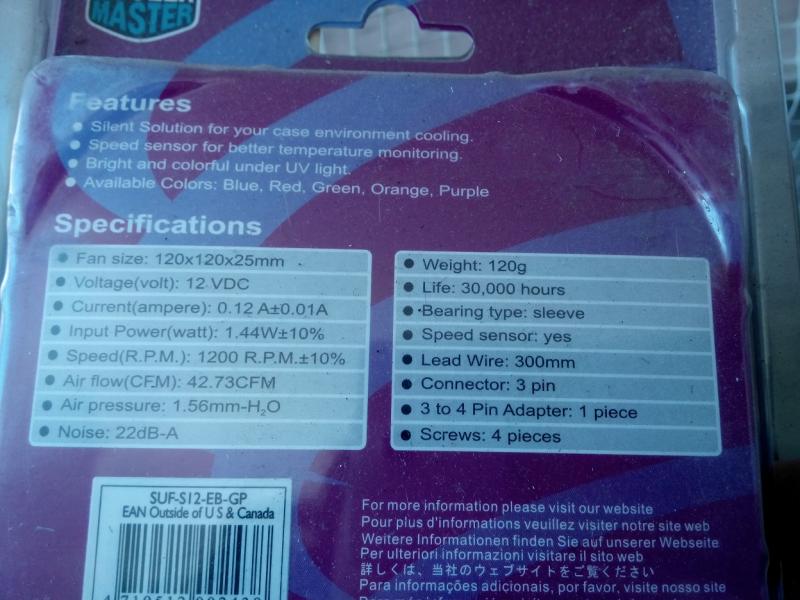 MASTER
Features
• Silent Solution for your case environment cooling.
• Speed sensor for better temperature monitoring.
• Bright and colorful under UV light.
• Available Colors: Blue, Red, Green, Orange, Purple
Specifications
• Fan size: 120x120x25mm
• Voltage(volt): 12 VDC
• Current(ampere): 0.12 A±0.01A
• Input Power(watt): 1.44W±10%
• Speed(R.P.M.): 1200 R.P.M.±10%
• Air flow(CFM): 42.73CFM
• Air pressure: 1.56mm-H₂O
• Noise: 22dB-A
• Weight: 120g
• Life: 30,000 hours
• Bearing type: sleeve
• Speed sensor: yes
• Lead Wire: 300mm
• Connector: 3 pin
• 3 to 4 Pin Adapter: 1 piece
• Screws: 4 pieces
SUF-S12-EB-GP
EAN Outside of U S & Canada
For more information please visit our website
Pour plus d'informations veuillez visiter notre site web
Weitere Informationen finden Sie auf unserer Webseite
Per ulteriori informazioni visitare il sito web
詳しくは、当社のウェブサイトをご覧ください
Para informações adicionais, por favor, visite nosso site